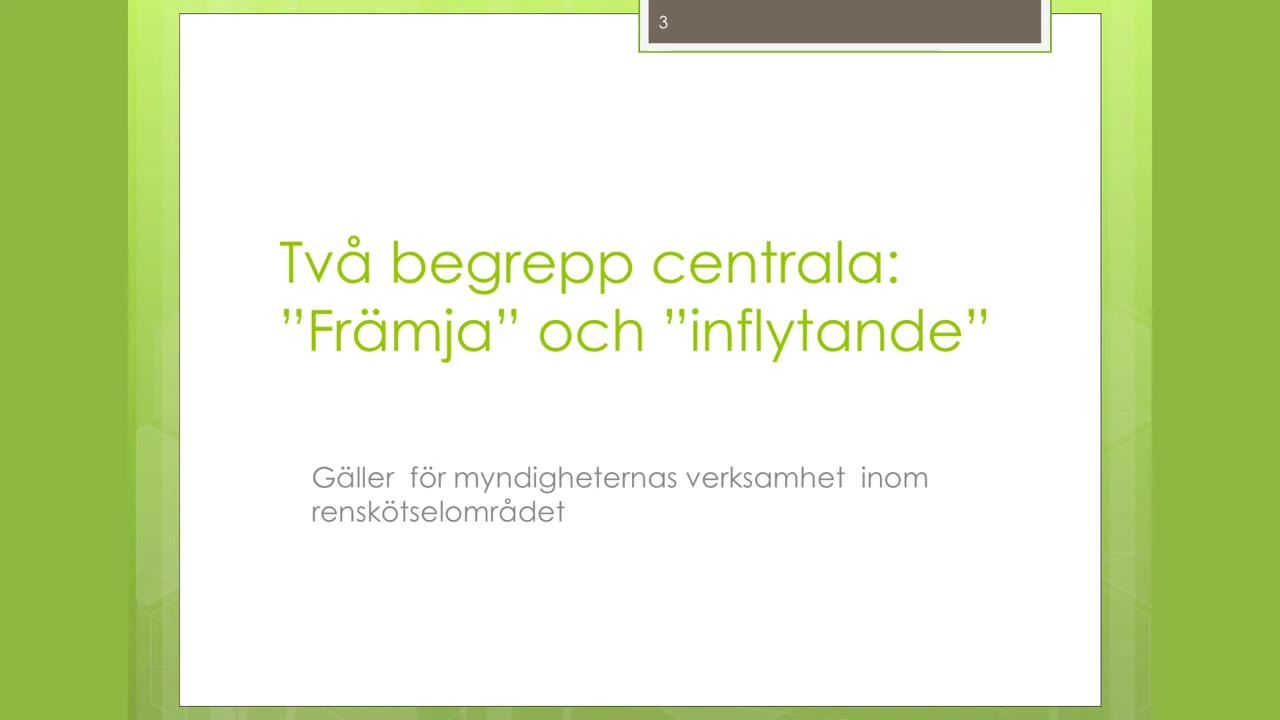 3
Två begrepp centrala:
”Främja” och ”inflytande”
Gäller för myndigheternas verksamhet inom
renskötselområdet